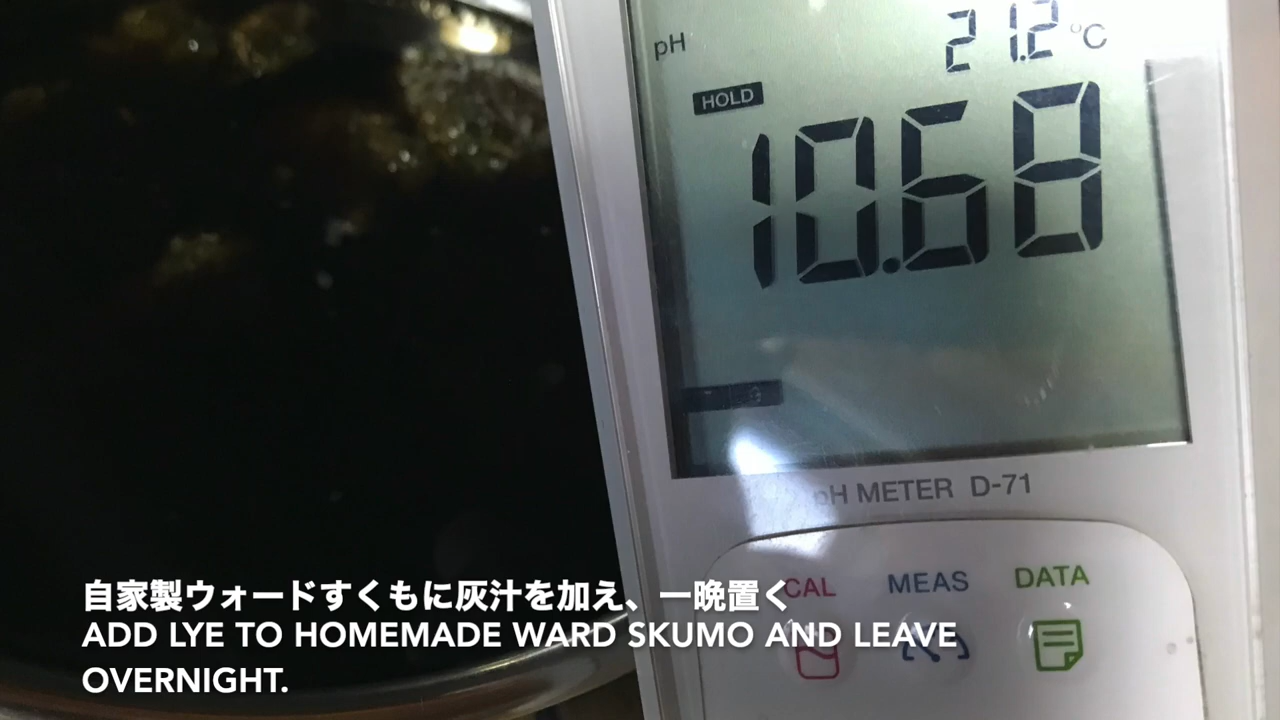 pH
21.2 °C
HOLD
10.68
pH METER D-71
CAL MEAS DATA
自家製ウォードすくもに灰汁を加え、一晩置く
ADD LYE TO HOMEMADE WARD SKUMO AND LEAVE
OVERNIGHT.